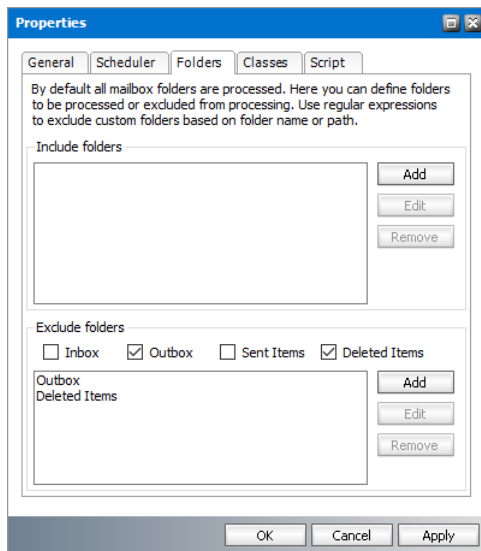 Properties
General Scheduler Folders Classes Script
By default all mailbox folders are processed. Here you can define folders
to be processed or excluded from processing. Use regular expressions
to exclude custom folders based on folder name or path.
Include folders
Add
Edit
Remove
Exclude folders
Inbox Outbox Sent Items Deleted Items
Outbox
Deleted Items
Add
Edit
Remove
OK Cancel Apply